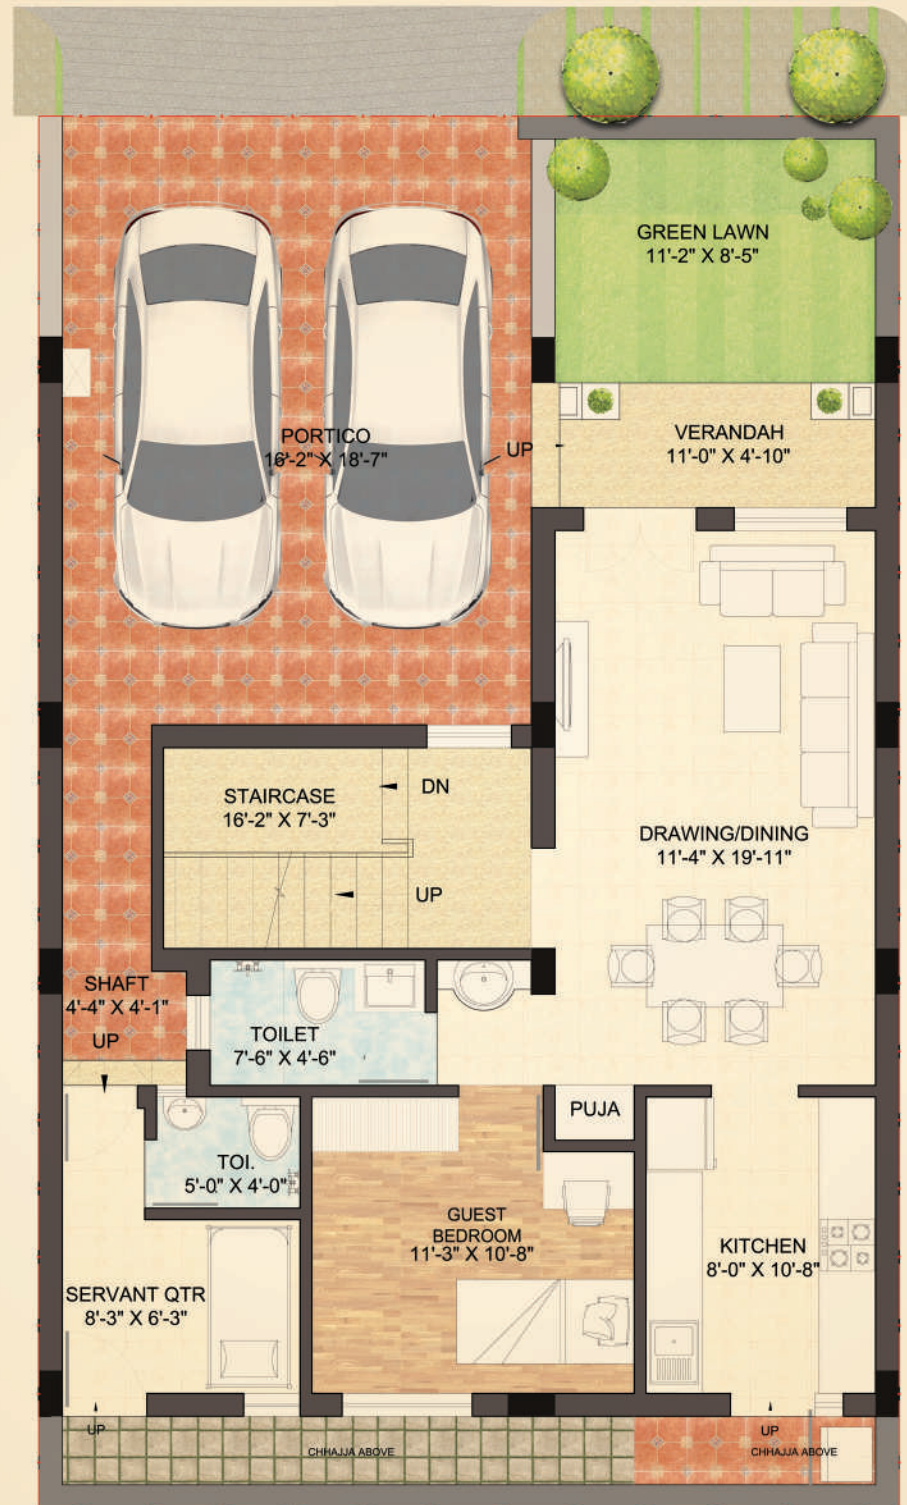 GREEN LAWN
11'-2" X 8'-5"
PORTICO
16'-2" X 18'-7"
UP
VERANDAH
11'-0" X 4'-10"
STAIRCASE
16'-2" X 7'-3"
DN
UP
DRAWING/DINING
11'-4" X 19'-11"
SHAFT
4'-4" X 4'-1"
UP
TOILET
7'-6" X 4'-6"
PUJA
TOI.
5'-0" X 4'-0"
GUEST
BEDROOM
11'-3" X 10'-8"
KITCHEN
8'-0" X 10'-8"
SERVANT QTR
8'-3" X 6'-3"
UP
CHHAJJA ABOVE
UP
CHHAJJA ABOVE